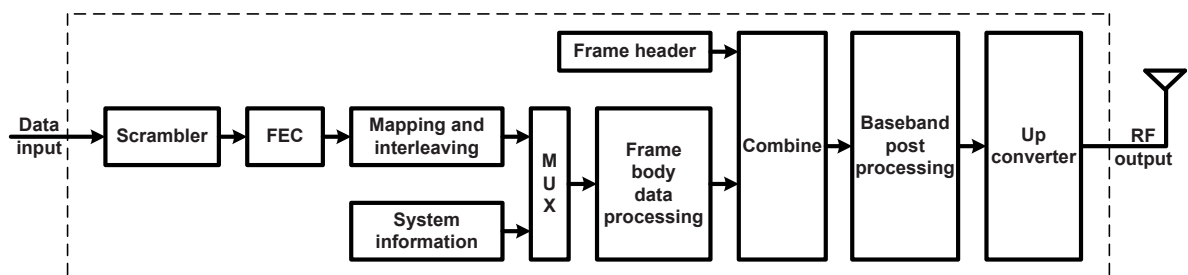 Frame header
Data
input
Scrambler
FEC
Mapping and
interleaving
System
information
M
U
X
Frame
body
data
processing
Combine
Baseband
post
processing
Up
converter
RF
output